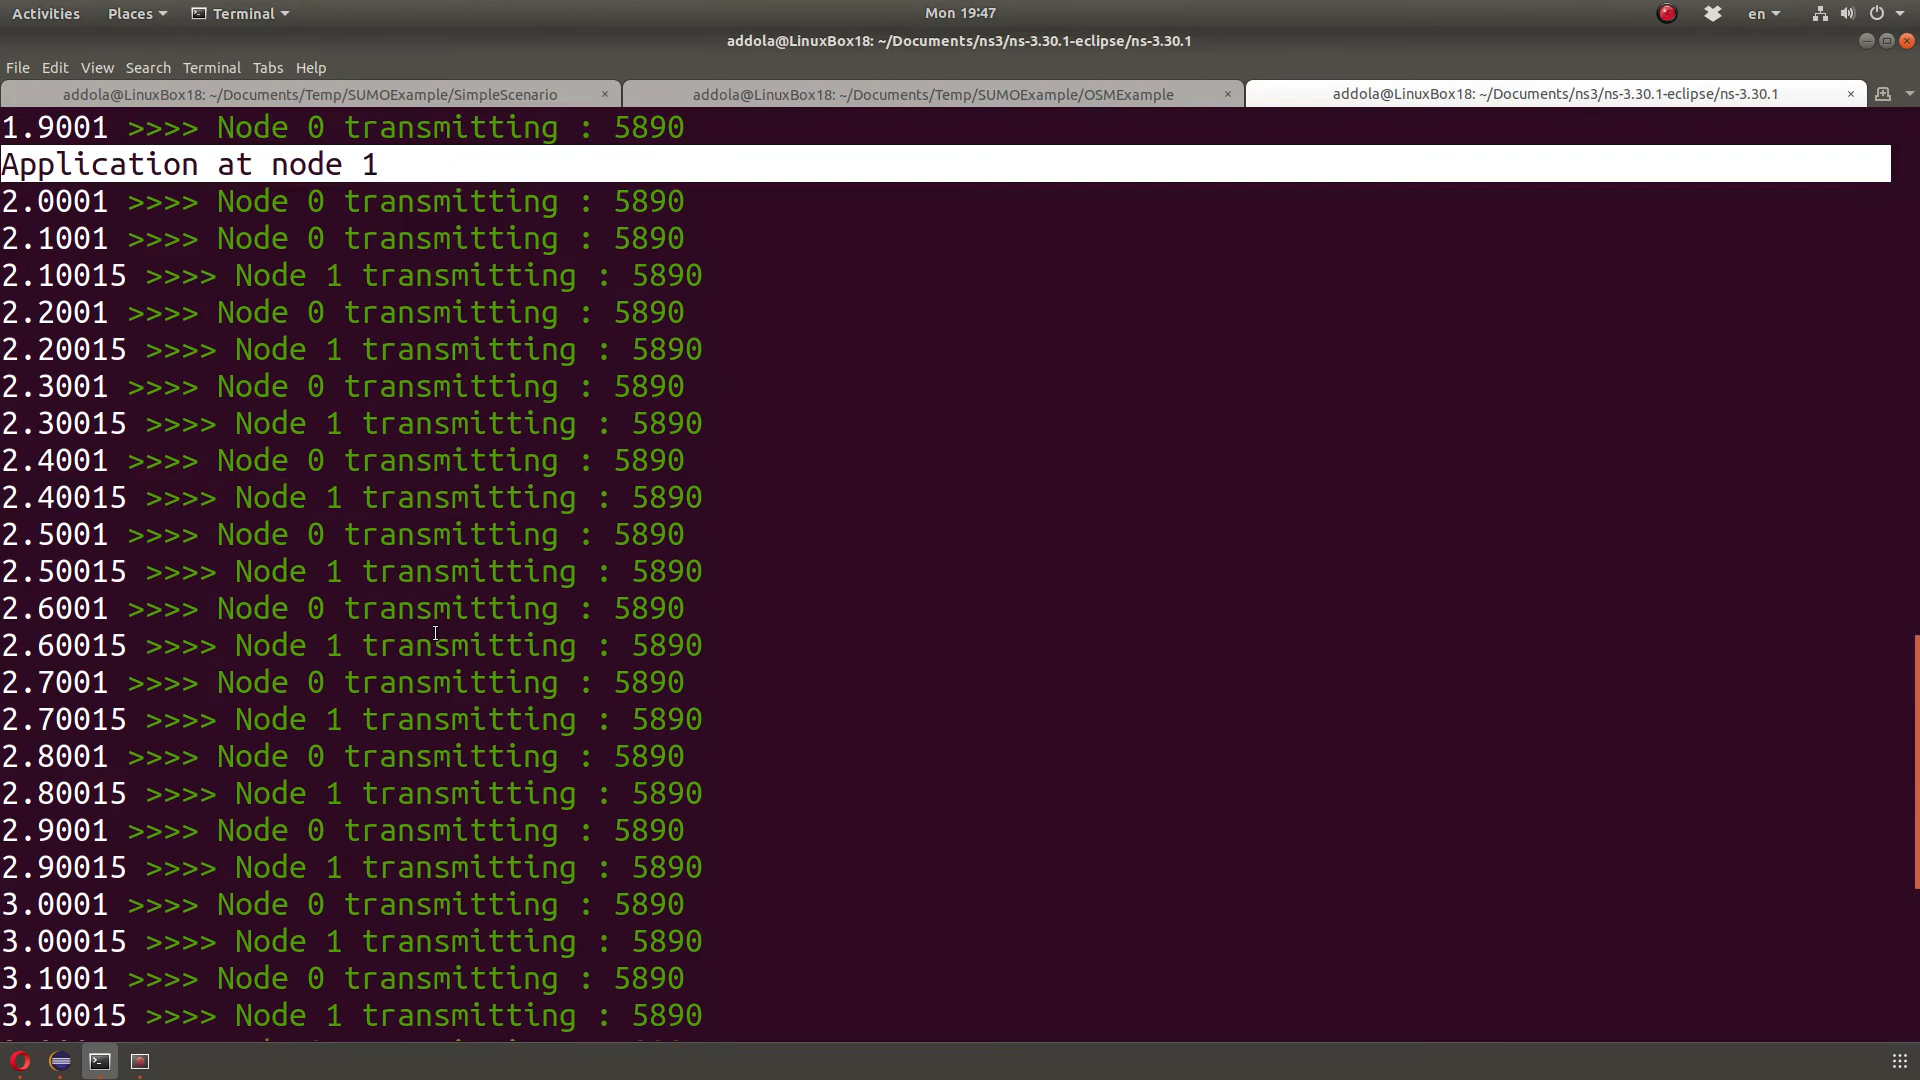 Activities Places Terminal Mon 19:47 en
addola@LinuxBox18: ~/Documents/ns3/ns-3.30.1-eclipse/ns-3.30.1
File Edit View Search Terminal Tabs Help
addola@LinuxBox18: ~/Documents/Temp/SUMOExample/SimpleScenario × addola@LinuxBox18: ~/Documents/Temp/SUMOExample/OSMExample × addola@LinuxBox18: ~/Documents/ns3/ns-3.30.1-eclipse/ns-3.30.1 ×
1.9001 >>>> Node 0 transmitting : 5890
Application at node 1
2.0001 >>>> Node 0 transmitting : 5890
2.1001 >>>> Node 0 transmitting : 5890
2.10015 >>>> Node 1 transmitting : 5890
2.2001 >>>> Node 0 transmitting : 5890
2.20015 >>>> Node 1 transmitting : 5890
2.3001 >>>> Node 0 transmitting : 5890
2.30015 >>>> Node 1 transmitting : 5890
2.4001 >>>> Node 0 transmitting : 5890
2.40015 >>>> Node 1 transmitting : 5890
2.5001 >>>> Node 0 transmitting : 5890
2.50015 >>>> Node 1 transmitting : 5890
2.6001 >>>> Node 0 transmitting : 5890
2.60015 >>>> Node 1 transmitting : 5890
2.7001 >>>> Node 0 transmitting : 5890
2.70015 >>>> Node 1 transmitting : 5890
2.8001 >>>> Node 0 transmitting : 5890
2.80015 >>>> Node 1 transmitting : 5890
2.9001 >>>> Node 0 transmitting : 5890
2.90015 >>>> Node 1 transmitting : 5890
3.0001 >>>> Node 0 transmitting : 5890
3.00015 >>>> Node 1 transmitting : 5890
3.1001 >>>> Node 0 transmitting : 5890
3.10015 >>>> Node 1 transmitting : 5890